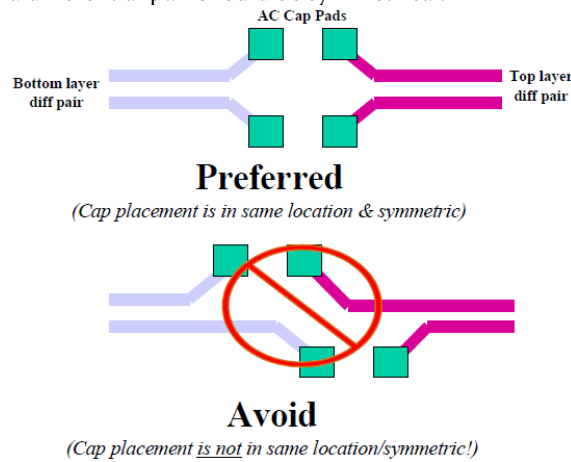 AC Cap Pads
Bottom layer
diff pair
Top layer
diff pair
Preferred
(Cap placement is in same location & symmetric)
Avoid
(Cap placement is not in same location/symmetric!)